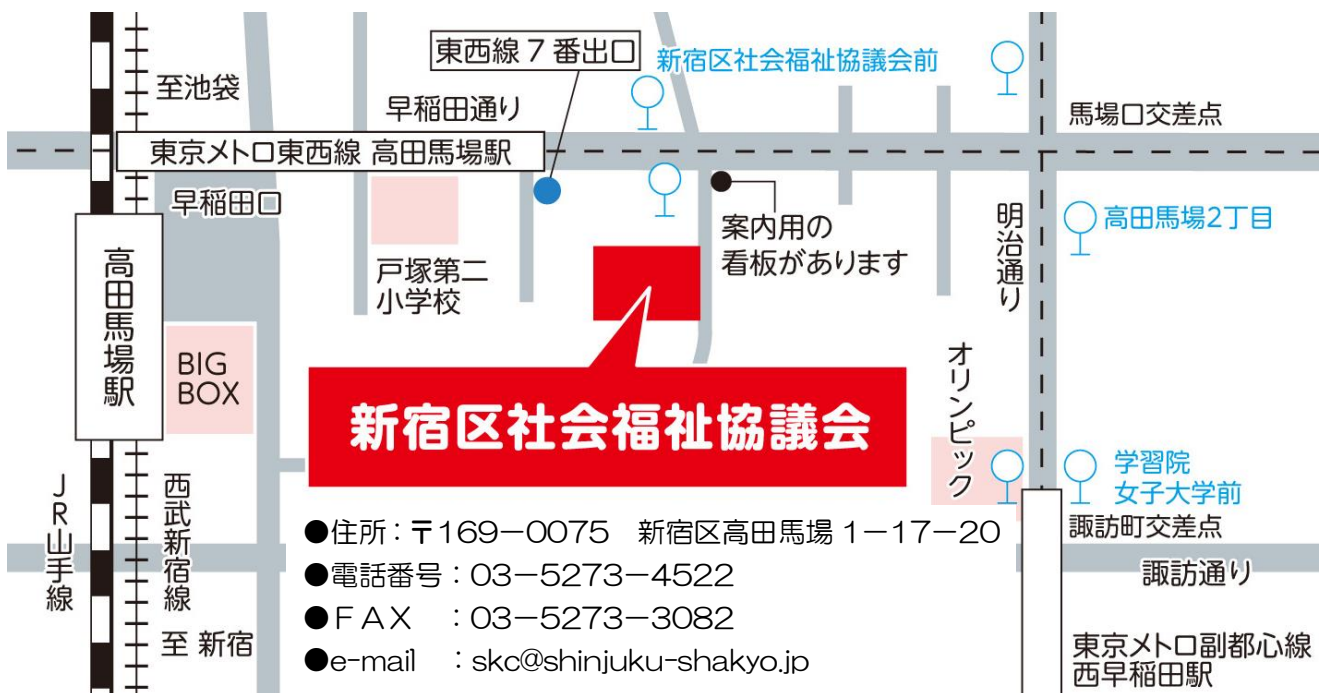 東西線7番出口
新宿区社会福祉協議会前
至池袋
早稲田通り
馬場口交差点
東京メトロ東西線 高田馬場駅
早稲田口
案内用の
看板があります
明治通り
高田馬場2丁目
戸塚第二
小学校
高田馬場駅
BIG
BOX
オリンピック
新宿区社会福祉協議会
学習院
女子大学前
JR山手線
西武新宿線
諏訪町交差点
諏訪通り
至 新宿
●住所:〒169-0075 新宿区高田馬場1-17-20
●電話番号:03-5273-4522
●FAX :03-5273-3082
●e-mail :skc@shinjuku-shakyo.jp
東京メトロ副都心線
西早稲田駅